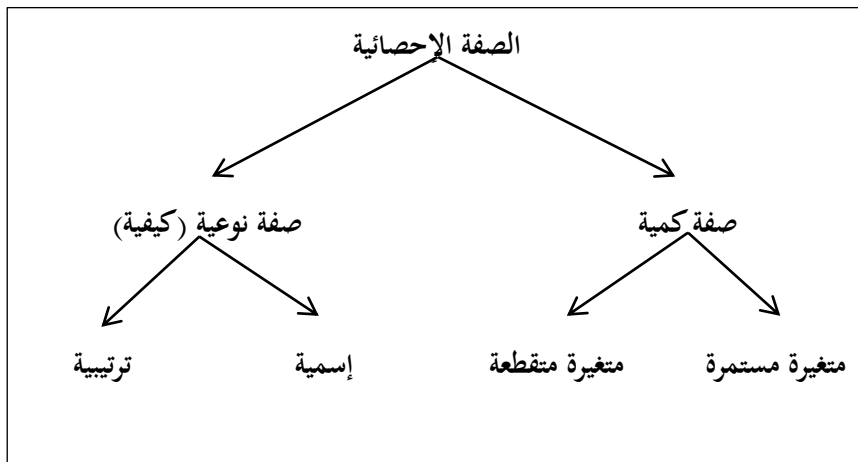 الصفة الإحصائية
صفة كمية
صفة نوعية (كيفية)
متغيرة مستمرة
متغيرة متقطعة
إسمية
ترتيبية